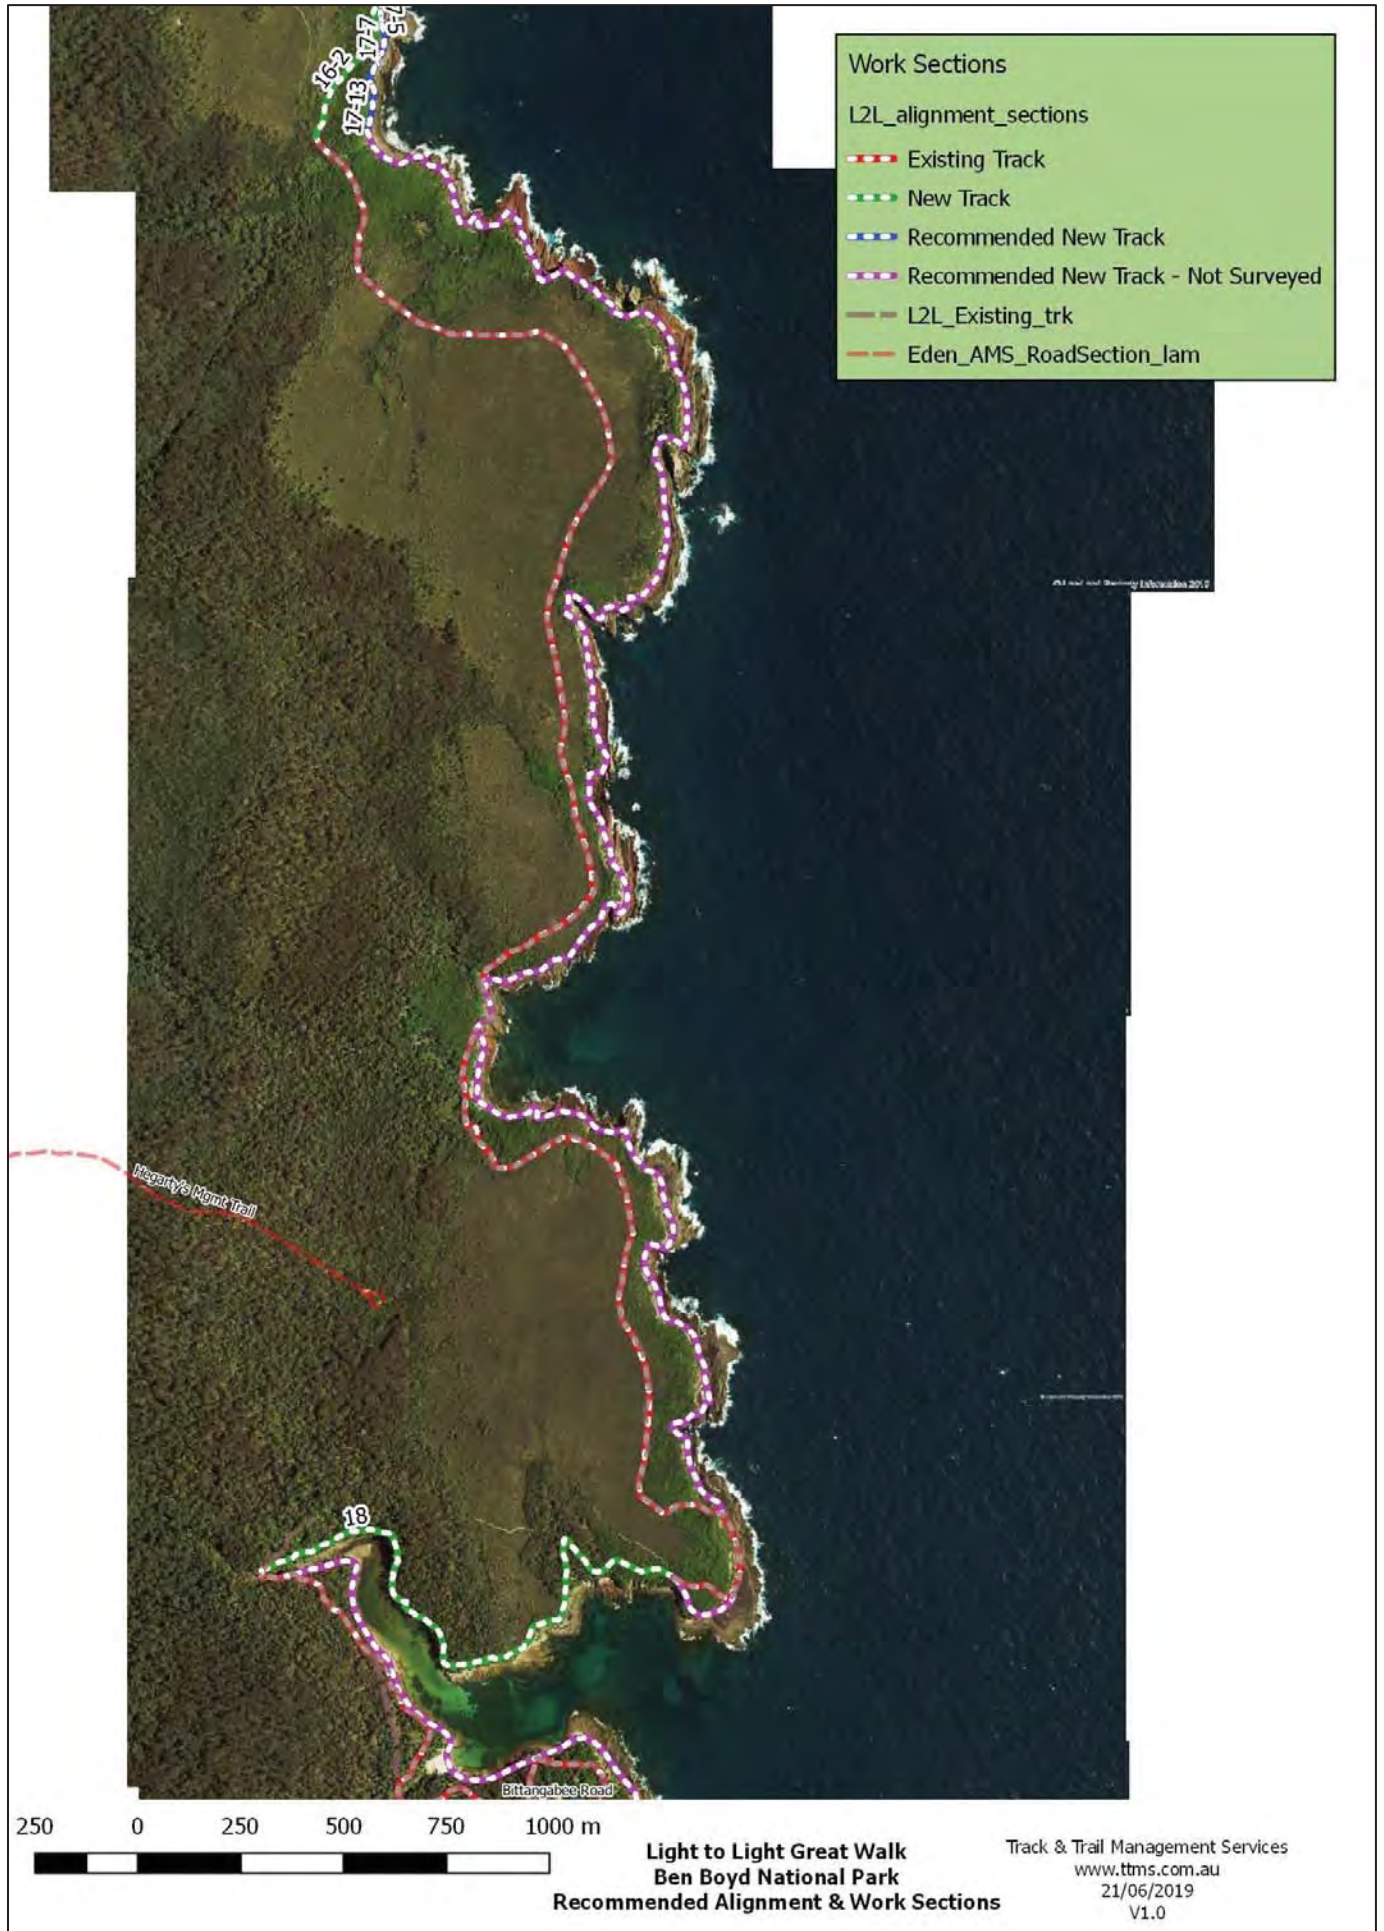 7-5
17-7
16-2
17-13
Work Sections
L2L_alignment_sections
Existing Track
New Track
Recommended New Track
Recommended New Track - Not Surveyed
L2L_Existing_trk
Eden_AMS_RoadSection_lam
Hegarty's Mgmt Trail
18
Bittangabee Road
250 0 250 500 750 1000 m
Light to Light Great Walk
Ben Boyd National Park
Recommended Alignment & Work Sections
Track & Trail Management Services
www.ttms.com.au
21/06/2019
V1.0